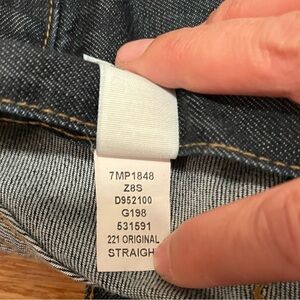 7MP1848
Z8S
D952100
G198
531591
221 ORIGINAL
STRAIGH